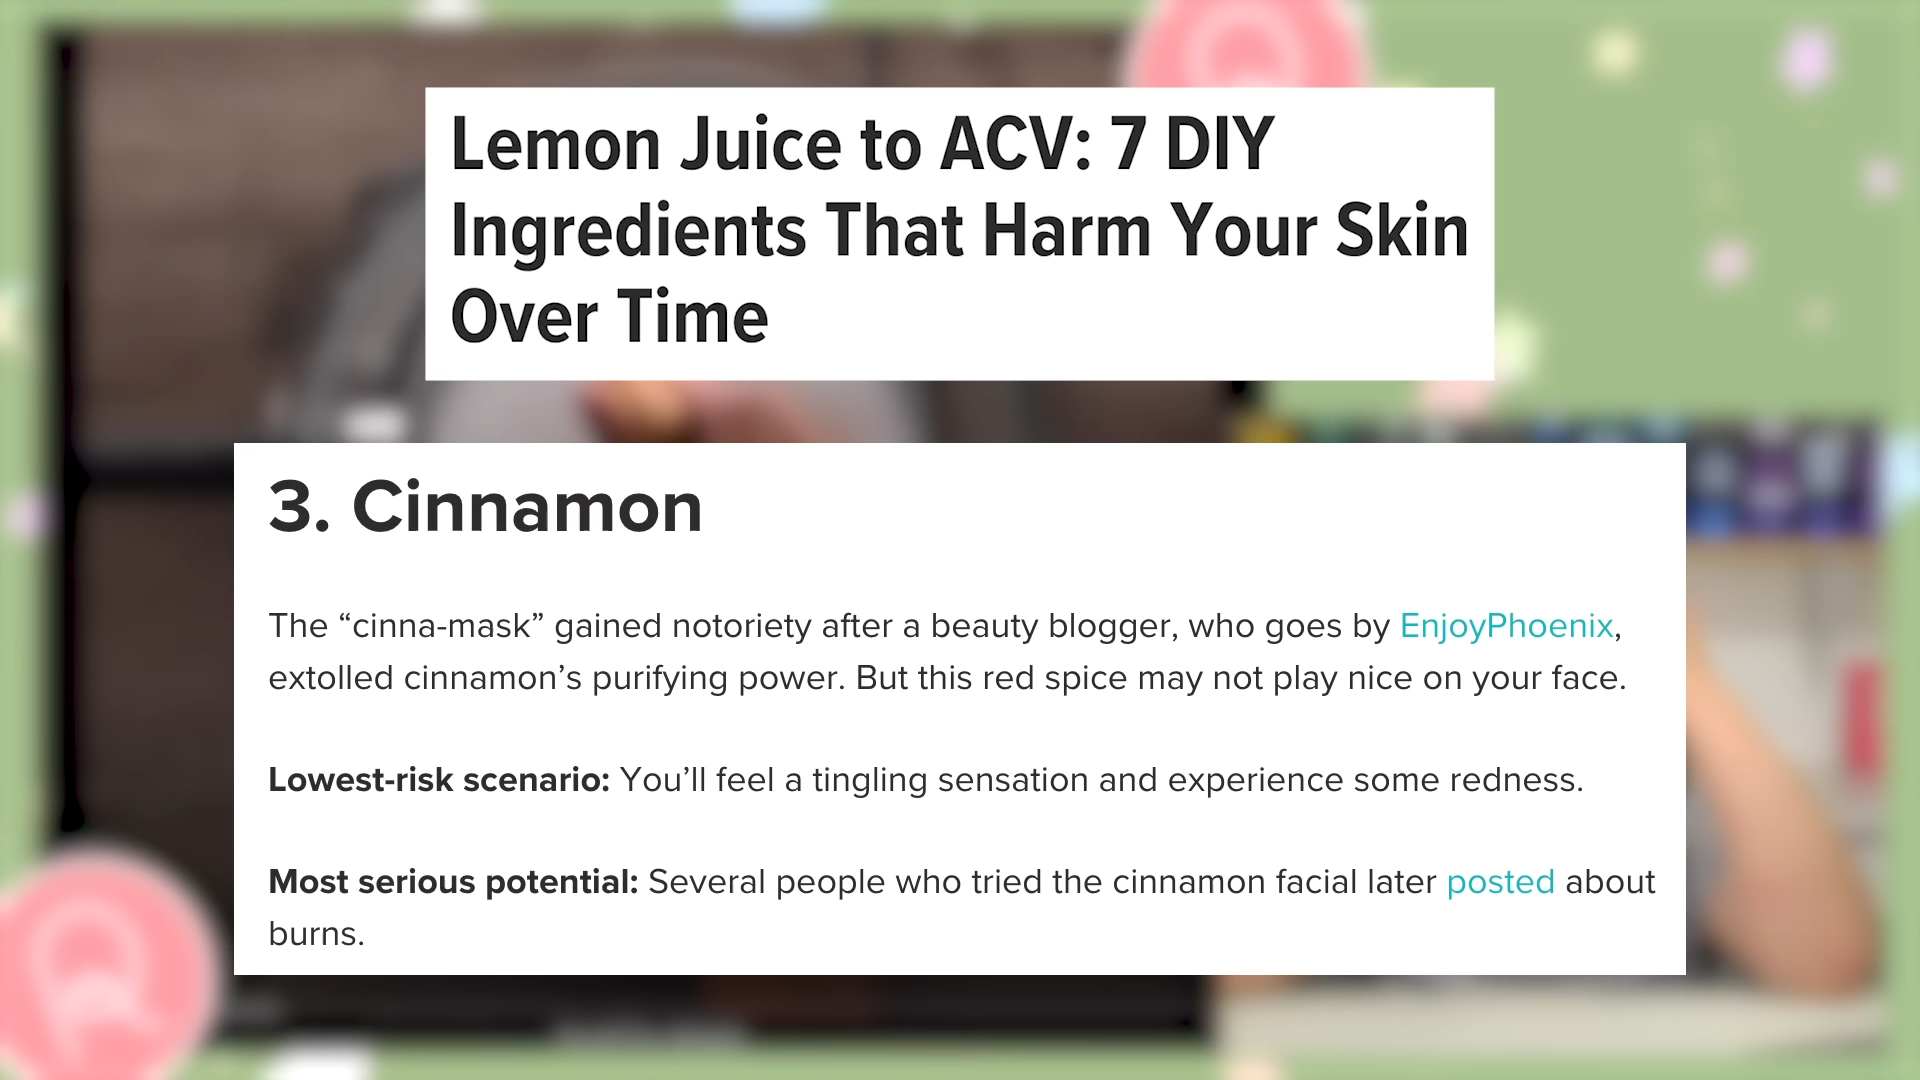 Lemon Juice to ACV: 7 DIY
Ingredients That Harm Your Skin
Over Time
3. Cinnamon
The “cinna-mask” gained notoriety after a beauty blogger, who goes by EnjoyPhoenix,
extolled cinnamon’s purifying power. But this red spice may not play nice on your face.
Lowest-risk scenario: You’ll feel a tingling sensation and experience some redness.
Most serious potential: Several people who tried the cinnamon facial later posted about
burns.